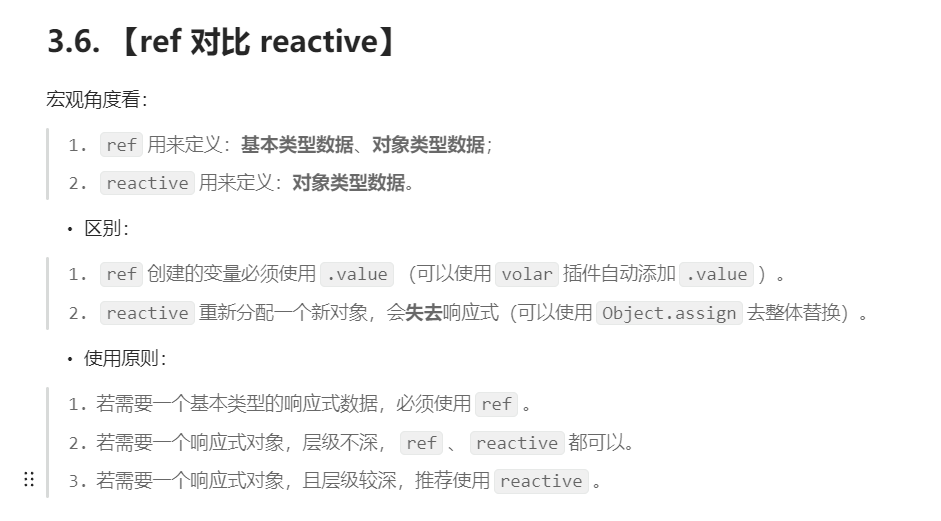 3.6. 【ref 对比 reactive】
宏观角度看：
1. ref 用来定义：基本类型数据、对象类型数据；
2. reactive 用来定义：对象类型数据。
• 区别：
1. ref 创建的变量必须使用 .value （可以使用 volar 插件自动添加 .value ）。
2. reactive 重新分配一个新对象，会失去响应式（可以使用 Object.assign 去整体替换）。
• 使用原则：
1. 若需要一个基本类型的响应式数据，必须使用 ref 。
2. 若需要一个响应式对象，层级不深， ref 、 reactive 都可以。
3. 若需要一个响应式对象，且层级较深，推荐使用 reactive 。